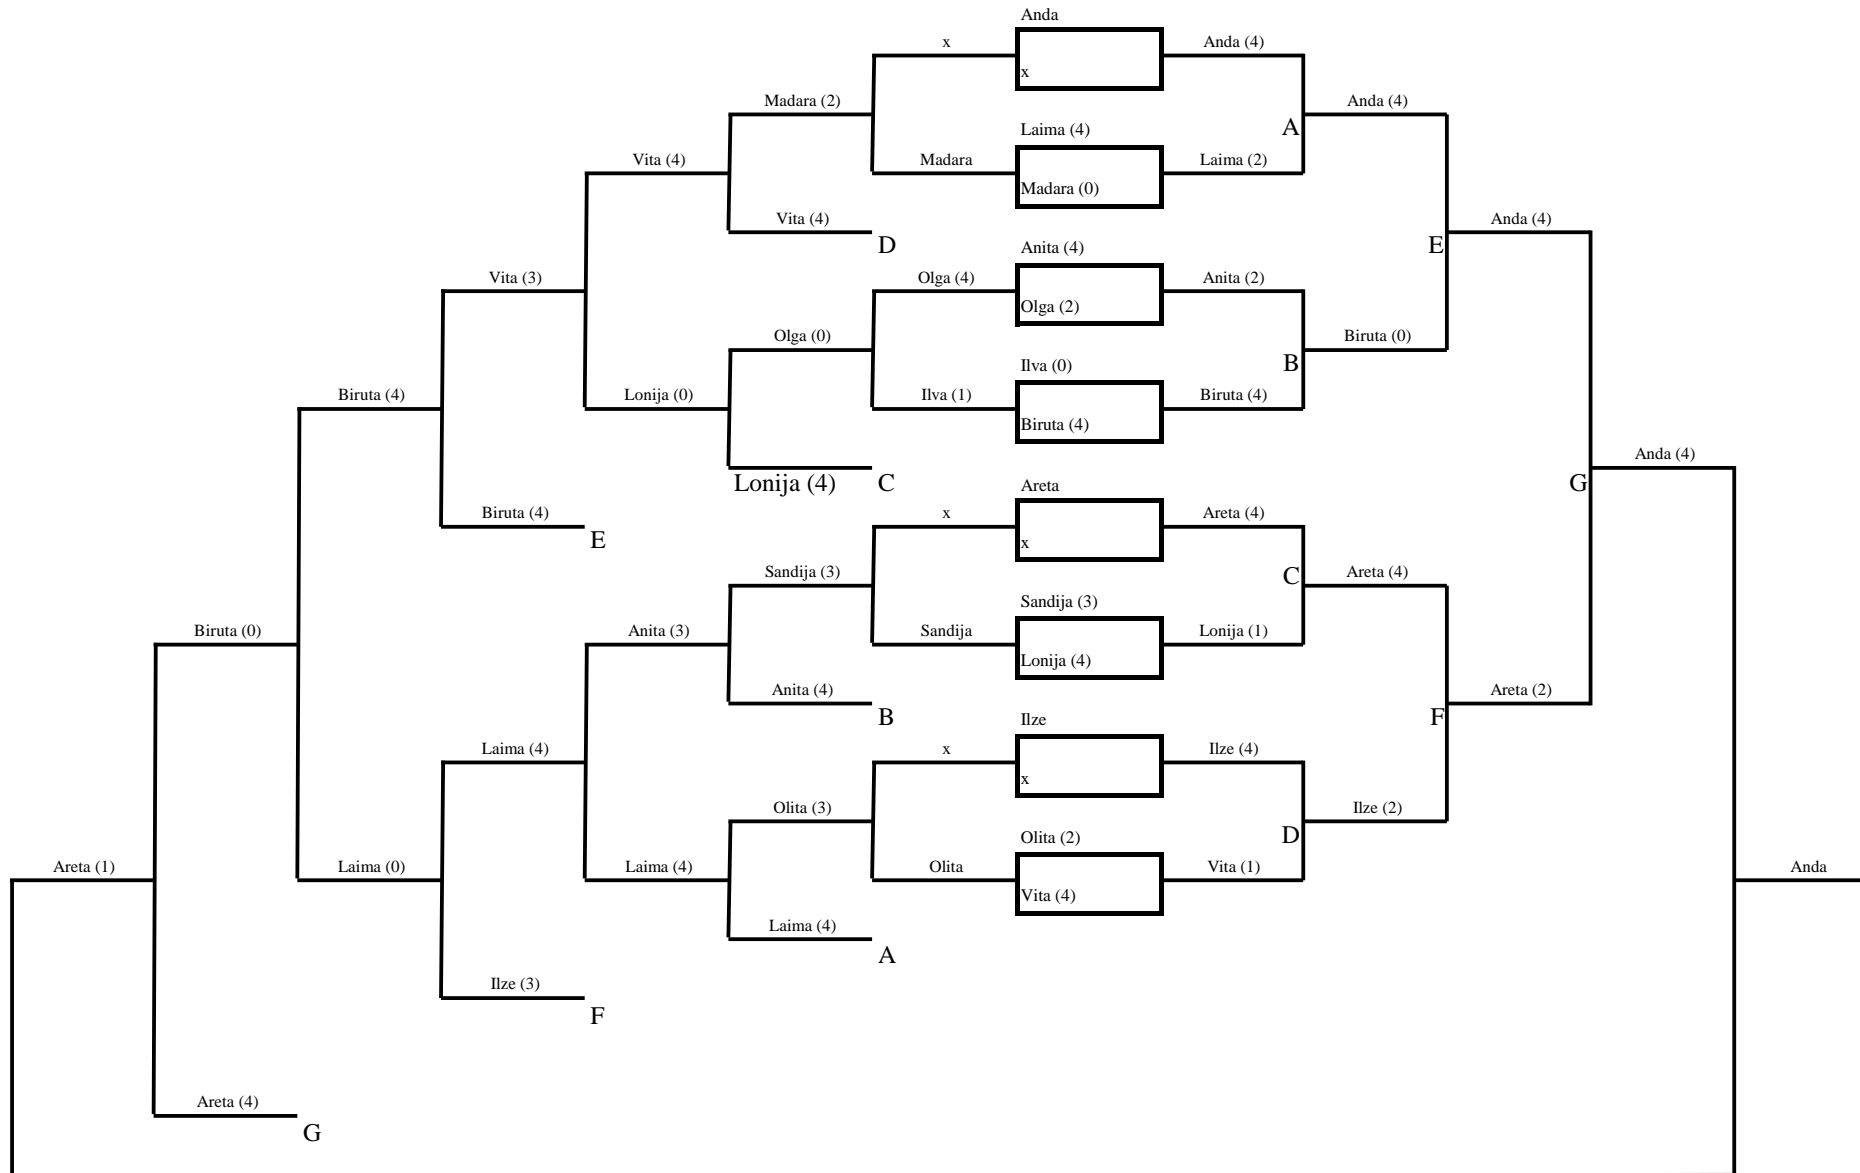 Anda
x
Anda (4)
x
Madara (2)
Anda (4)
A
Laima (4)
Vita (4)
Madara
Laima (2)
Madara (0)
Vita (4)
D
Anda (4)
E
Anita (4)
Vita (3)
Olga (4)
Anita (2)
Olga (2)
Olga (0)
Biruta (0)
B
Ilva (0)
Biruta (4)
Lonija (0)
Ilva (1)
Biruta (4)
Biruta (4)
Anda (4)
Lonija (4)
C
G
Areta
Biruta (4)
E
x
Areta (4)
x
Sandija (3)
C
Areta (4)
Sandija (3)
Biruta (0)
Anita (3)
Sandija
Lonija (1)
Lonija (4)
Anita (4)
B
Areta (2)
F
Ilze
Laima (4)
x
Ilze (4)
x
Olita (3)
Ilze (2)
D
Olita (2)
Areta (1)
Laima (0)
Laima (4)
Olita
Vita (1)
Anda
Vita (4)
Laima (4)
A
Ilze (3)
F
Areta (4)
G